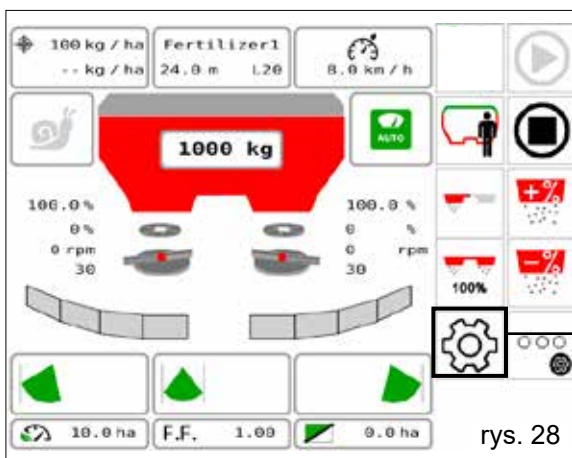 100 kg / ha
-- kg / ha
Fertilizer1
24.0 m L20
8.0 km / h
AUTO
1000 kg
100.0 %
0 %
0 rpm
30
100.0 %
0 %
0 rpm
30
+%
-%
100%
10.0 ha
F.F. 1.00
0.0 ha
rys. 28